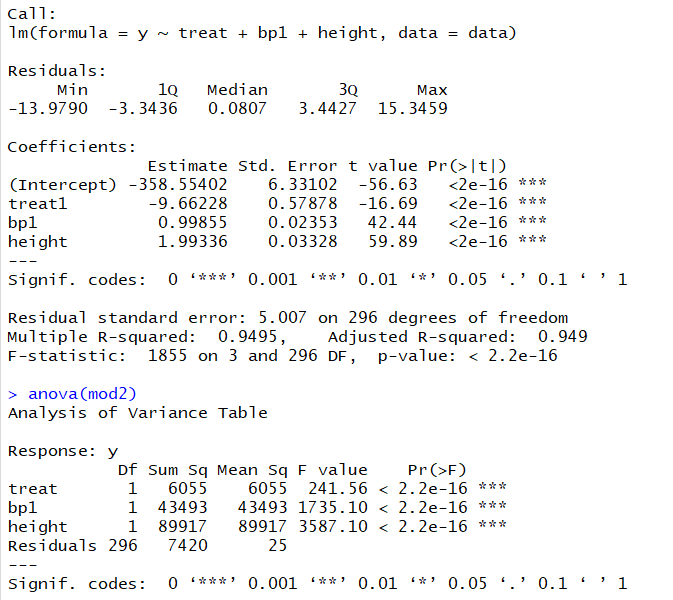 Call:
lm(formula = y ~ treat + bp1 + height, data = data)
Residuals:
     Min       1Q   Median       3Q      Max
-13.9790  -3.3436   0.0807   3.4427  15.3459
Coefficients:
              Estimate Std. Error t value Pr(>|t|)
(Intercept) -358.55402    6.33102  -56.63   <2e-16 ***
treat1        -9.66228    0.57878  -16.69   <2e-16 ***
bp1            0.99855    0.02353   42.44   <2e-16 ***
height         1.99336    0.03328   59.89   <2e-16 ***
---
Signif. codes:  0 ‘***’ 0.001 ‘**’ 0.01 ‘*’ 0.05 ‘.’ 0.1 ‘ ’ 1
Residual standard error: 5.007 on 296 degrees of freedom
Multiple R-squared:  0.9495,    Adjusted R-squared:  0.949
F-statistic:  1855 on 3 and 296 DF,  p-value: < 2.2e-16
> anova(mod2)
Analysis of Variance Table
Response: y
           Df Sum Sq Mean Sq F value    Pr(>F)
treat       1   6055    6055  241.56 < 2.2e-16 ***
bp1         1  43493   43493 1735.10 < 2.2e-16 ***
height      1  89917   89917 3587.10 < 2.2e-16 ***
Residuals 296   7420      25
---
Signif. codes:  0 ‘***’ 0.001 ‘**’ 0.01 ‘*’ 0.05 ‘.’ 0.1 ‘ ’ 1